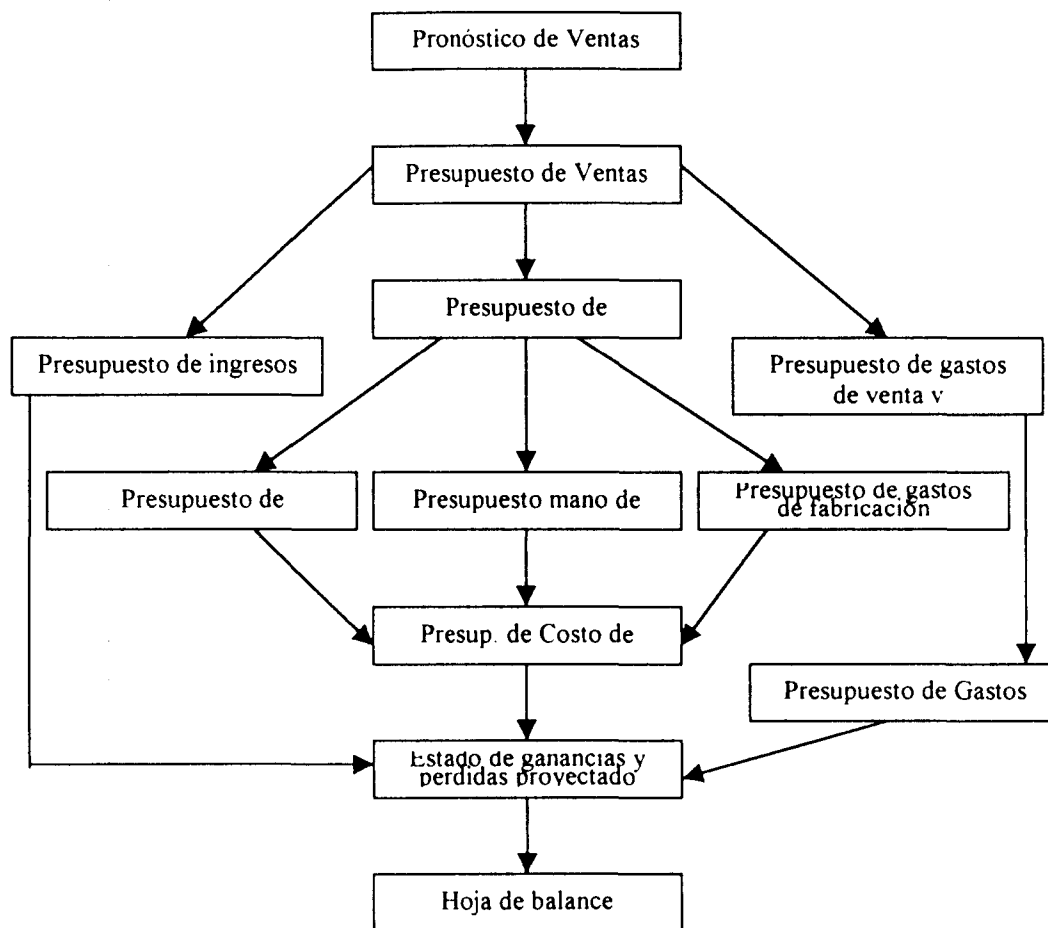 Pronóstico de Ventas
Presupuesto de Ventas
Presupuesto de
Presupuesto de ingresos
Presupuesto de gastos
de venta y
Presupuesto de
Presupuesto mano de
Presupuesto de gastos
de fabricación
Presup. de Costo de
Presupuesto de Gastos
Estado de ganancias y
perdidas proyectado
Hoja de balance